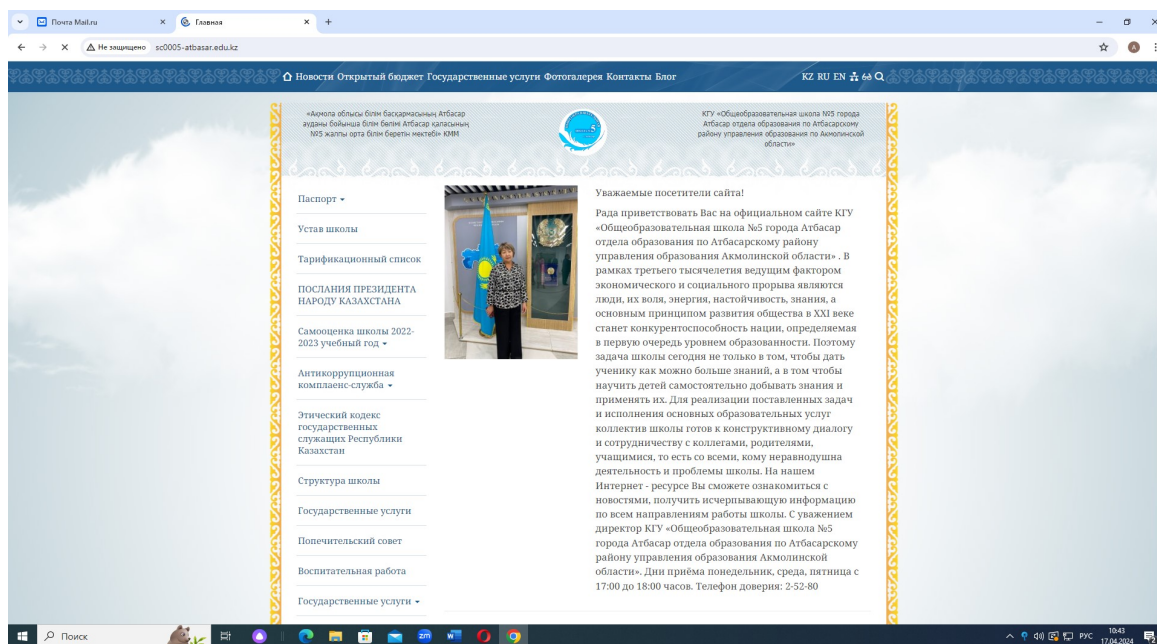 Почта Mail.ru
Главная
Не защищено sc0005-atbasar.edu.kz
A
Новости Открытый бюджет Государственные услуги Фотогалерея Контакты Блог
KZ RU EN
«Ақмола облысы білім басқармасының Атбасар
ауданы бойынша білім бөлімі Атбасар қаласының
№5 жалпы орта білім беретін мектебі» КММ
5
КГУ «Общеобразовательная школа №5 города
Атбасар отдела образования по Атбасарскому
району управления образования по Акмолинской
области»
Паспорт
Устав школы
Тарификационный список
ПОСЛАНИЯ ПРЕЗИДЕНТА
НАРОДУ КАЗАХСТАНА
Самооценка школы 2022-
2023 учебный год
Антикоррупционная
комплаенс-служба
Этический кодекс
государственных
служащих Республики
Казахстан
Структура школы
Государственные услуги
Попечительский совет
Воспитательная работа
Государственные услуги
Уважаемые посетители сайта!
Рада приветствовать Вас на официальном сайте КГУ
«Общеобразовательная школа №5 города Атбасар
отдела образования по Атбасарскому району
управления образования Акмолинской области» . В
рамках третьего тысячелетия ведущим фактором
экономического и социального прорыва являются
люди, их воля, энергия, настойчивость, знания, а
основным принципом развития общества в XXI веке
станет конкурентоспособность нации, определяемая
в первую очередь уровнем образованности. Поэтому
задача школы сегодня не только в том, чтобы дать
ученику как можно больше знаний, а в том чтобы
научить детей самостоятельно добывать знания и
применять их. Для реализации поставленных задач
и исполнения основных образовательных услуг
коллектив школы готов к конструктивному диалогу
и сотрудничеству с коллегами, родителями,
учащимися, то есть со всеми, кому неравнодушна
деятельность и проблемы школы. На нашем
Интернет - ресурсе Вы сможете ознакомиться с
новостями, получить исчерпывающую информацию
по всем направлениям работы школы. С уважением
директор КГУ «Общеобразовательная школа №5
города Атбасар отдела образования по Атбасарскому
району управления образования Акмолинской
области». Дни приёма понедельник, среда, пятница с
17:00 до 18:00 часов. Телефон доверия: 2-52-80
Поиск
zm
РУС
10:43
17.04.2024